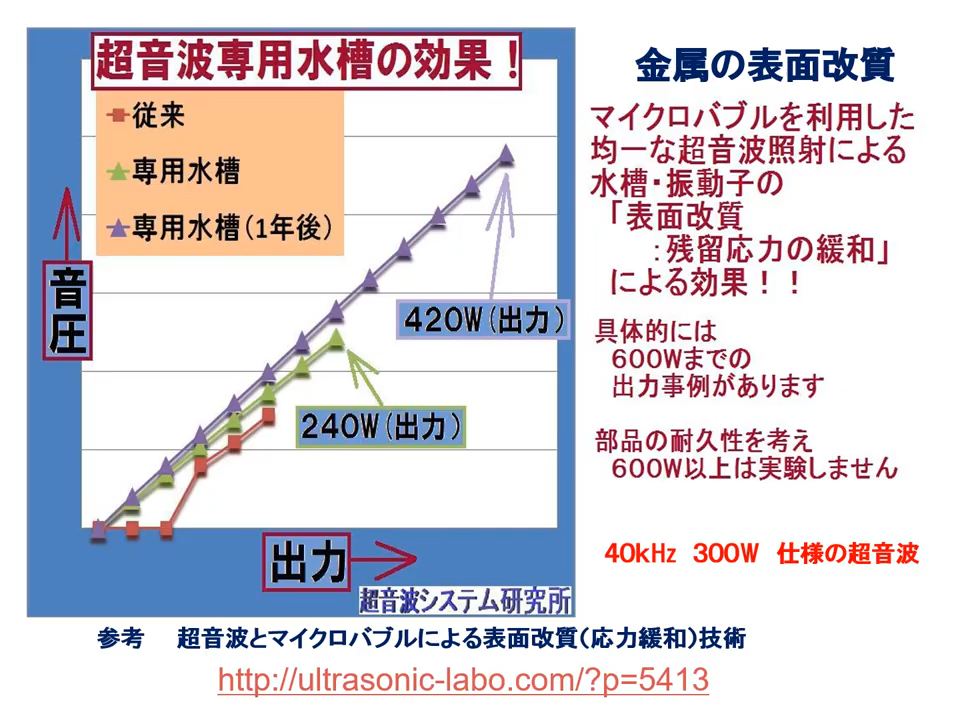 超音波専用水槽の効果！
従来
専用水槽
専用水槽(1年後)
音圧
420W(出力)
240W(出力)
出力
超音波システム研究所
金属の表面改質
マイクロバブルを利用した
均一な超音波照射による
水槽・振動子の
「表面改質
：残留応力の緩和」
による効果！！
具体的には
600Wまでの
出力事例があります
部品の耐久性を考え
600W以上は実験しません
40kHz 300W 仕様の超音波
参考 超音波とマイクロバブルによる表面改質（応力緩和）技術
http://ultrasonic-labo.com/?p=5413